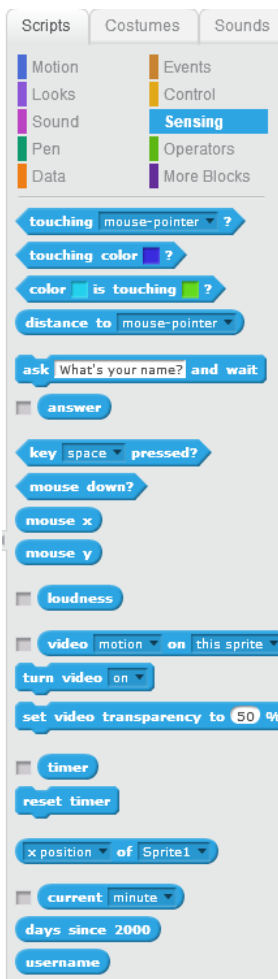 Scripts Costumes Sounds
Motion Events
Looks Control
Sound Sensing
Pen Operators
Data More Blocks
touching mouse-pointer ?
touching color ?
color is touching ?
distance to mouse-pointer
ask What's your name? and wait
answer
key space pressed?
mouse down?
mouse x
mouse y
loudness
video motion on this sprite
turn video on
set video transparency to 50 %
timer
reset timer
x position of Sprite1
current minute
days since 2000
username